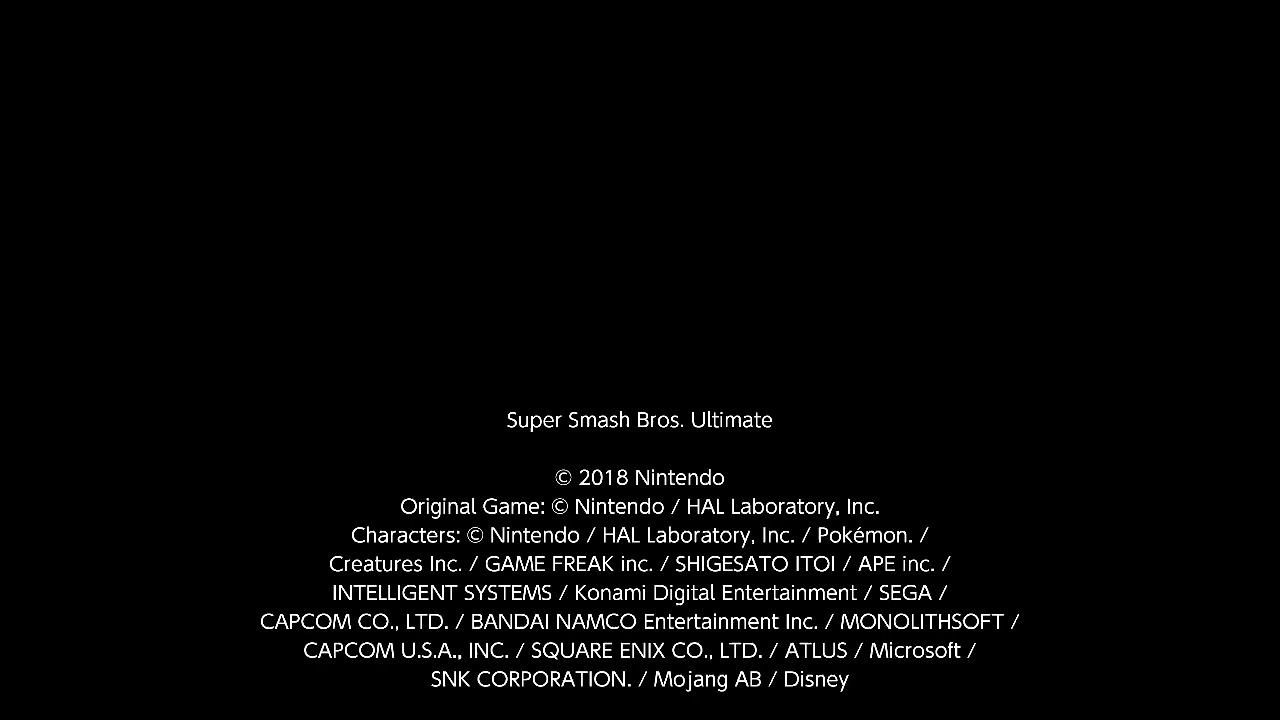 Super Smash Bros. Ultimate
© 2018 Nintendo
Original Game: © Nintendo / HAL Laboratory, Inc.
Characters: © Nintendo / HAL Laboratory, Inc. / Pokémon. /
Creatures Inc. / GAME FREAK inc. / SHIGESATO ITOI / APE inc. /
INTELLIGENT SYSTEMS / Konami Digital Entertainment / SEGA /
CAPCOM CO., LTD. / BANDAI NAMCO Entertainment Inc. / MONOLITHSOFT /
CAPCOM U.S.A., INC. / SQUARE ENIX CO., LTD. / ATLUS / Microsoft /
SNK CORPORATION. / Mojang AB / Disney